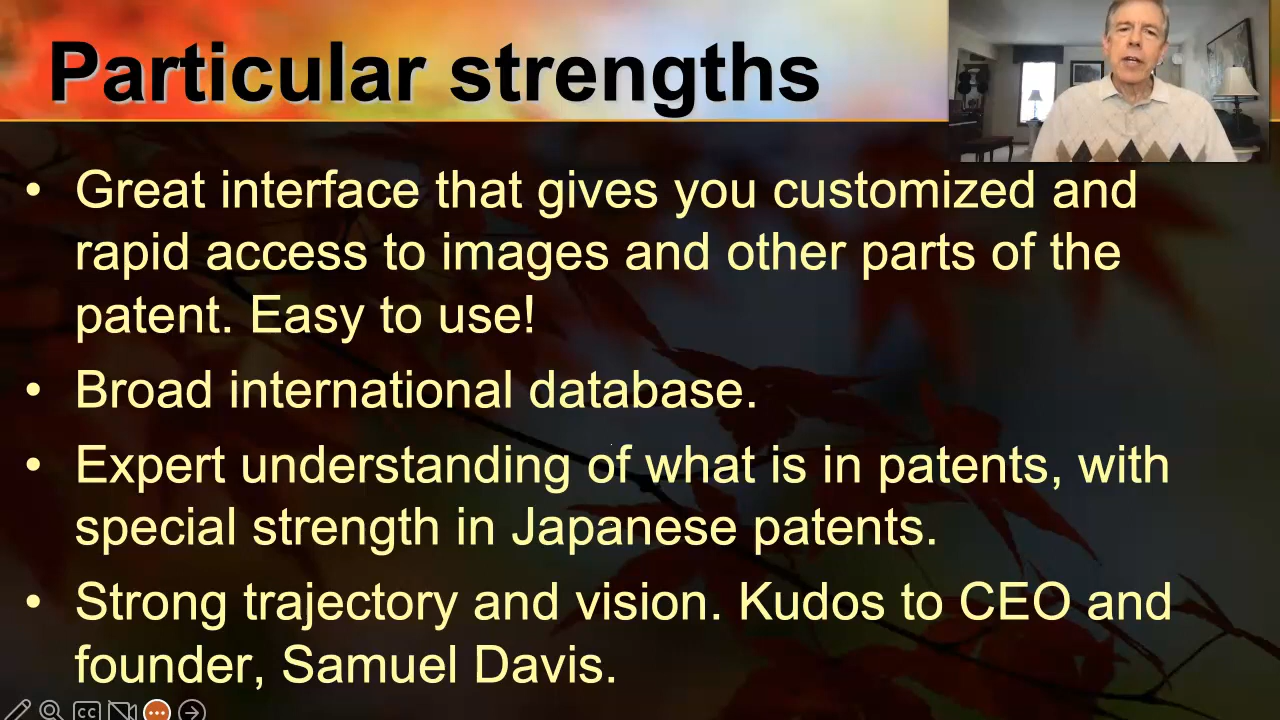 Particular strengths
• Great interface that gives you customized and
rapid access to images and other parts of the
patent. Easy to use!
• Broad international database.
• Expert understanding of what is in patents, with
special strength in Japanese patents.
• Strong trajectory and vision. Kudos to CEO and
founder, Samuel Davis.
CC